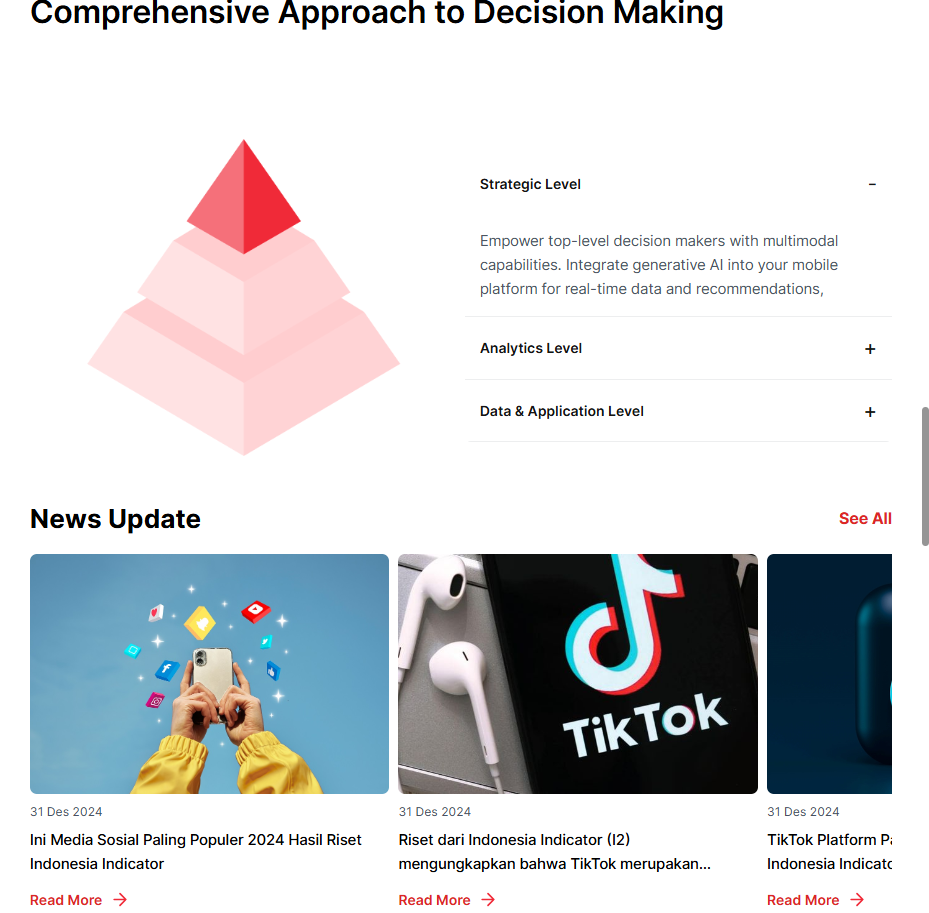 Comprehensive Approach to Decision Making
Strategic Level
Empower top-level decision makers with multimodal
capabilities. Integrate generative AI into your mobile
platform for real-time data and recommendations,
Analytics Level
Data & Application Level
News Update
See All
TikTok
31 Des 2024
Ini Media Sosial Paling Populer 2024 Hasil Riset
Indonesia Indicator
Read More
31 Des 2024
Riset dari Indonesia Indicator (I2)
mengungkapkan bahwa TikTok merupakan...
Read More
31 Des 2024
TikTok Platform
Indonesia
Read More